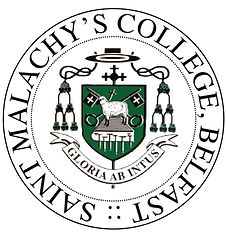 SAINT MALACHY'S COLLEGE, BELFAST ::
GLORIA AB INTUS